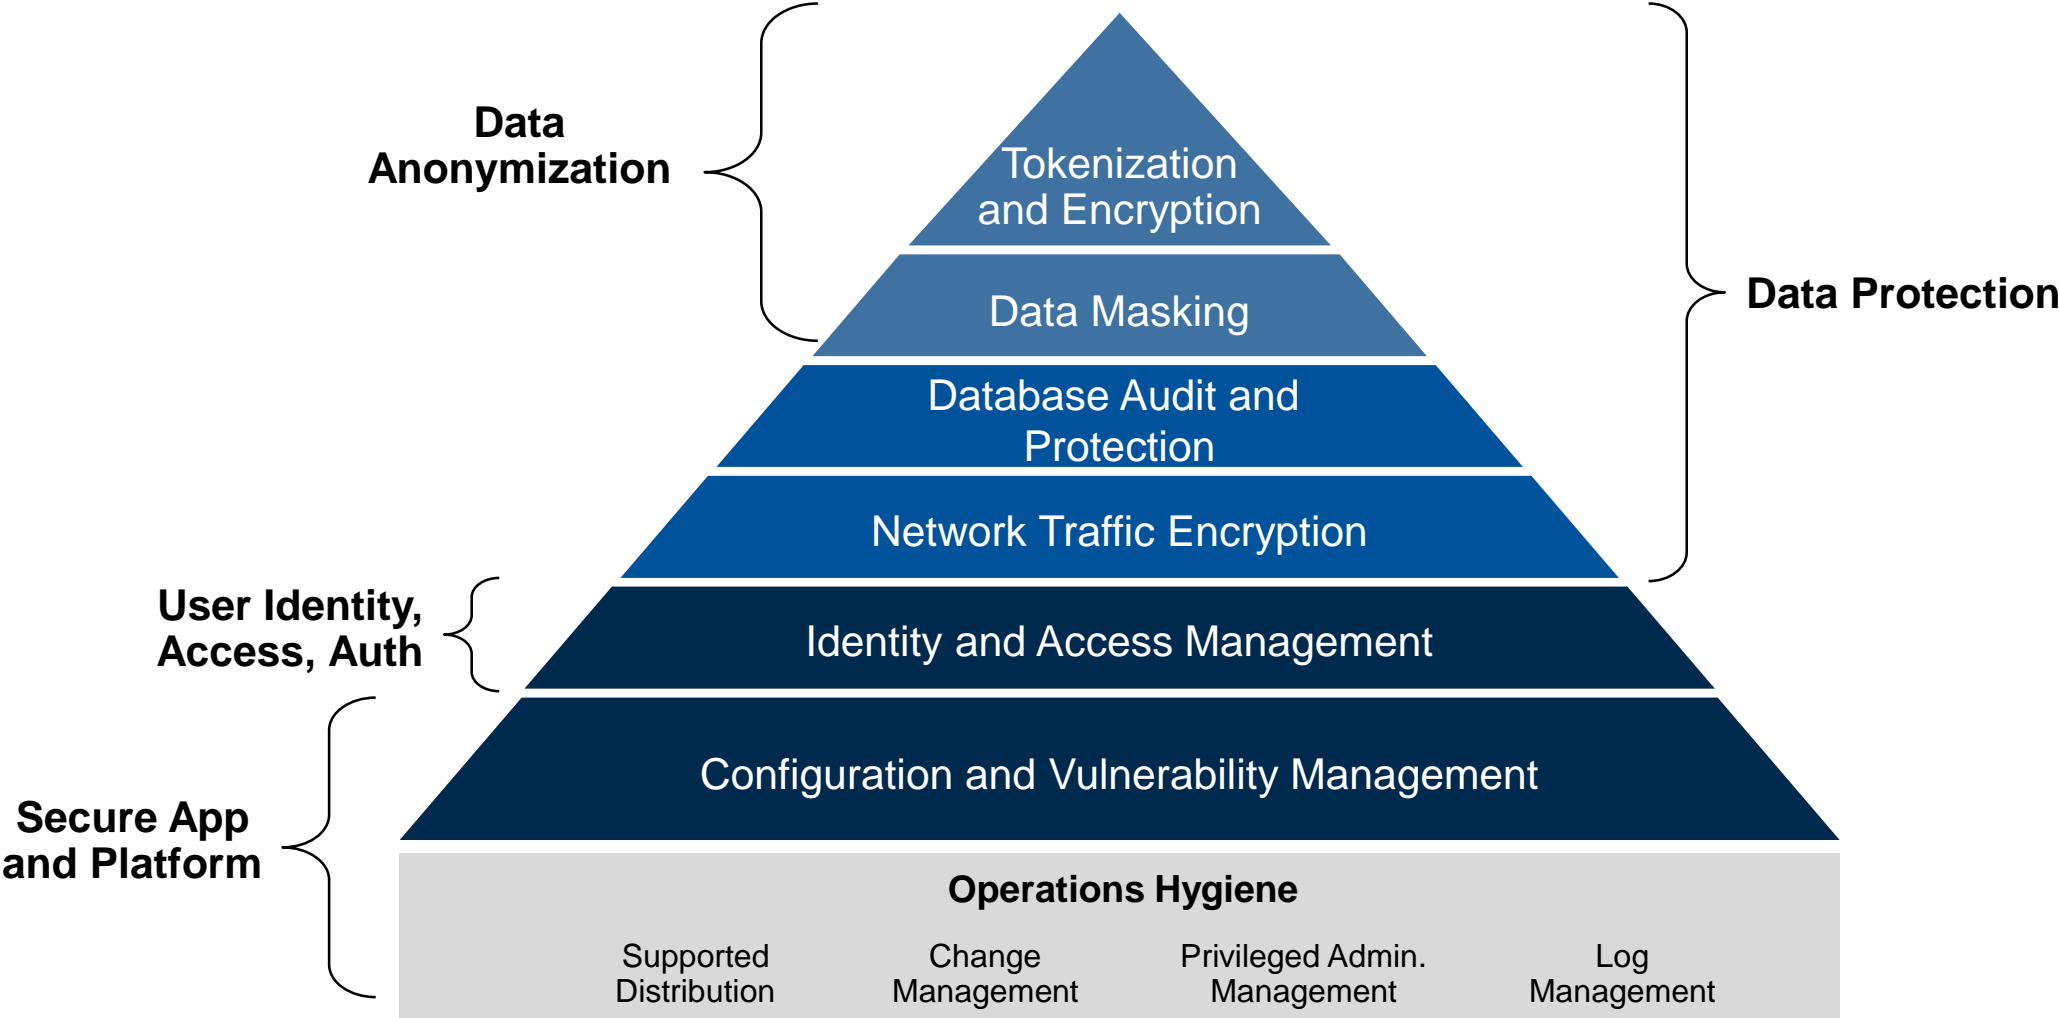 Data
Anonymization
Tokenization
and Encryption
Data Masking
Data Protection
Database Audit and
Protection
Network Traffic Encryption
User Identity,
Access, Auth
Identity and Access Management
Configuration and Vulnerability Management
Secure App
and Platform
Operations Hygiene
Supported
Distribution
Change
Management
Privileged Admin.
Management
Log
Management